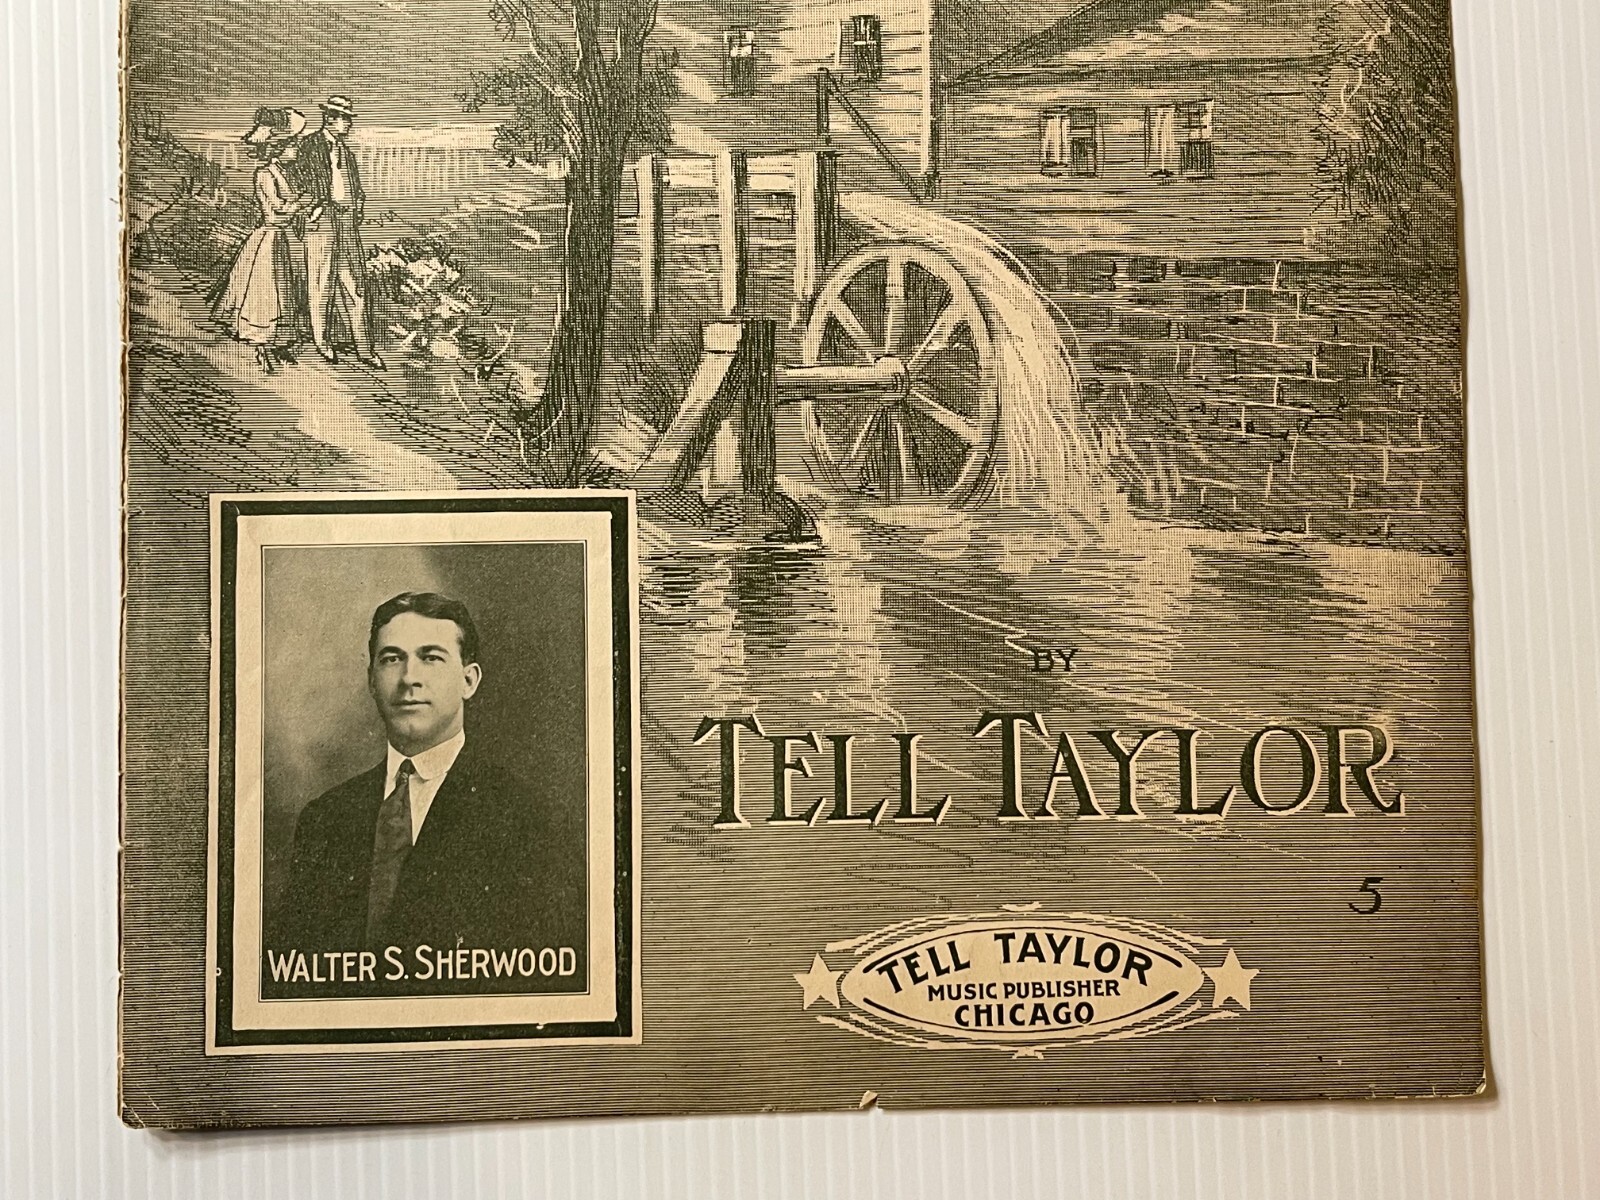 BY
TELL TAYLOR
5
WALTER S. SHERWOOD
TELL TAYLOR
MUSIC PUBLISHER
CHICAGO